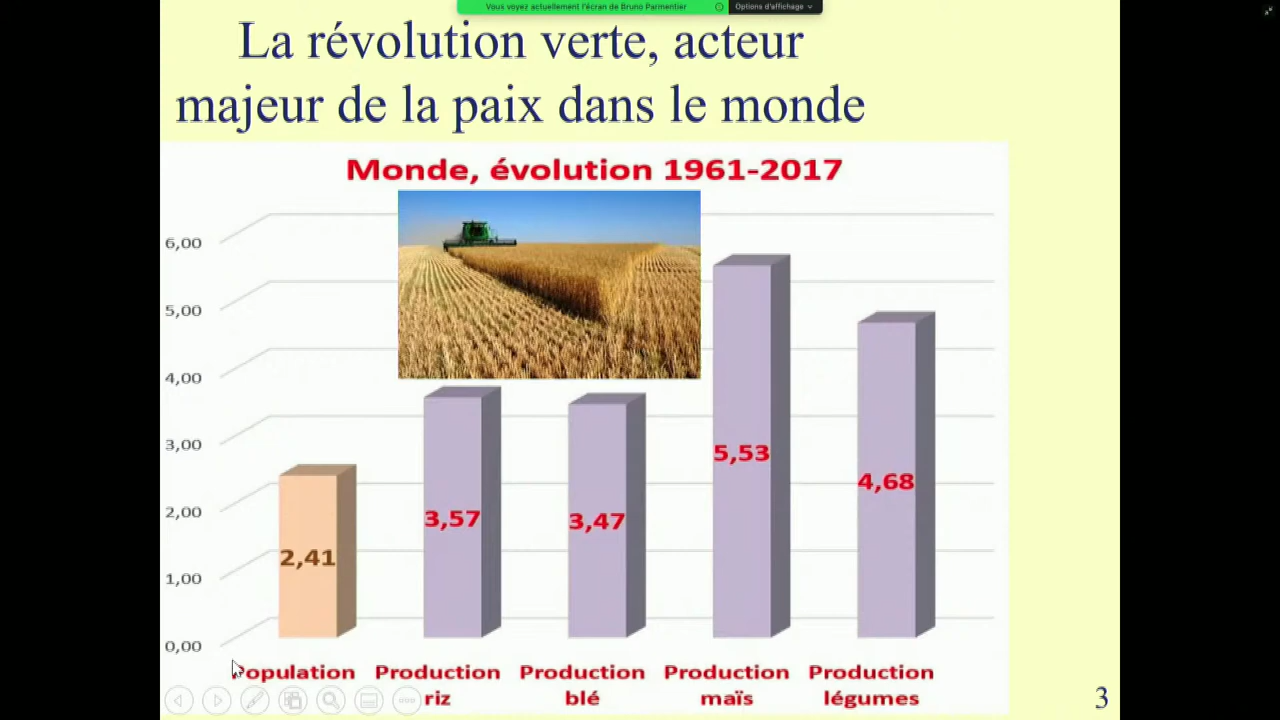 Vous voyez actuellement l'écran de Bruno Parmentier
Options d'affichage
La révolution verte, acteur
majeur de la paix dans le monde
Monde, évolution 1961-2017
6,00
5,00
4,00
3,00
2,00
1,00
0,00
2,41
3,57
3,47
5,53
4,68
Population
Production riz
Production blé
Production maïs
Production légumes
3